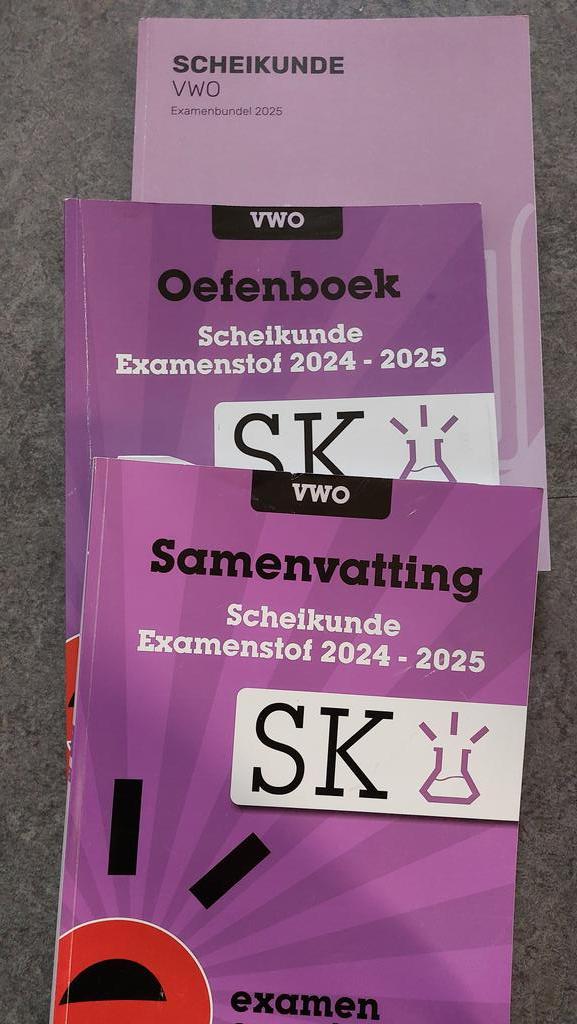 SCHEIKUNDE
VWO
Examenbundel 2025
VWO
Oefenboek
Scheikunde
Examenstof 2024 - 2025
SK
VWO
Samenvatting
Scheikunde
Examenstof 2024 - 2025
SK
examen